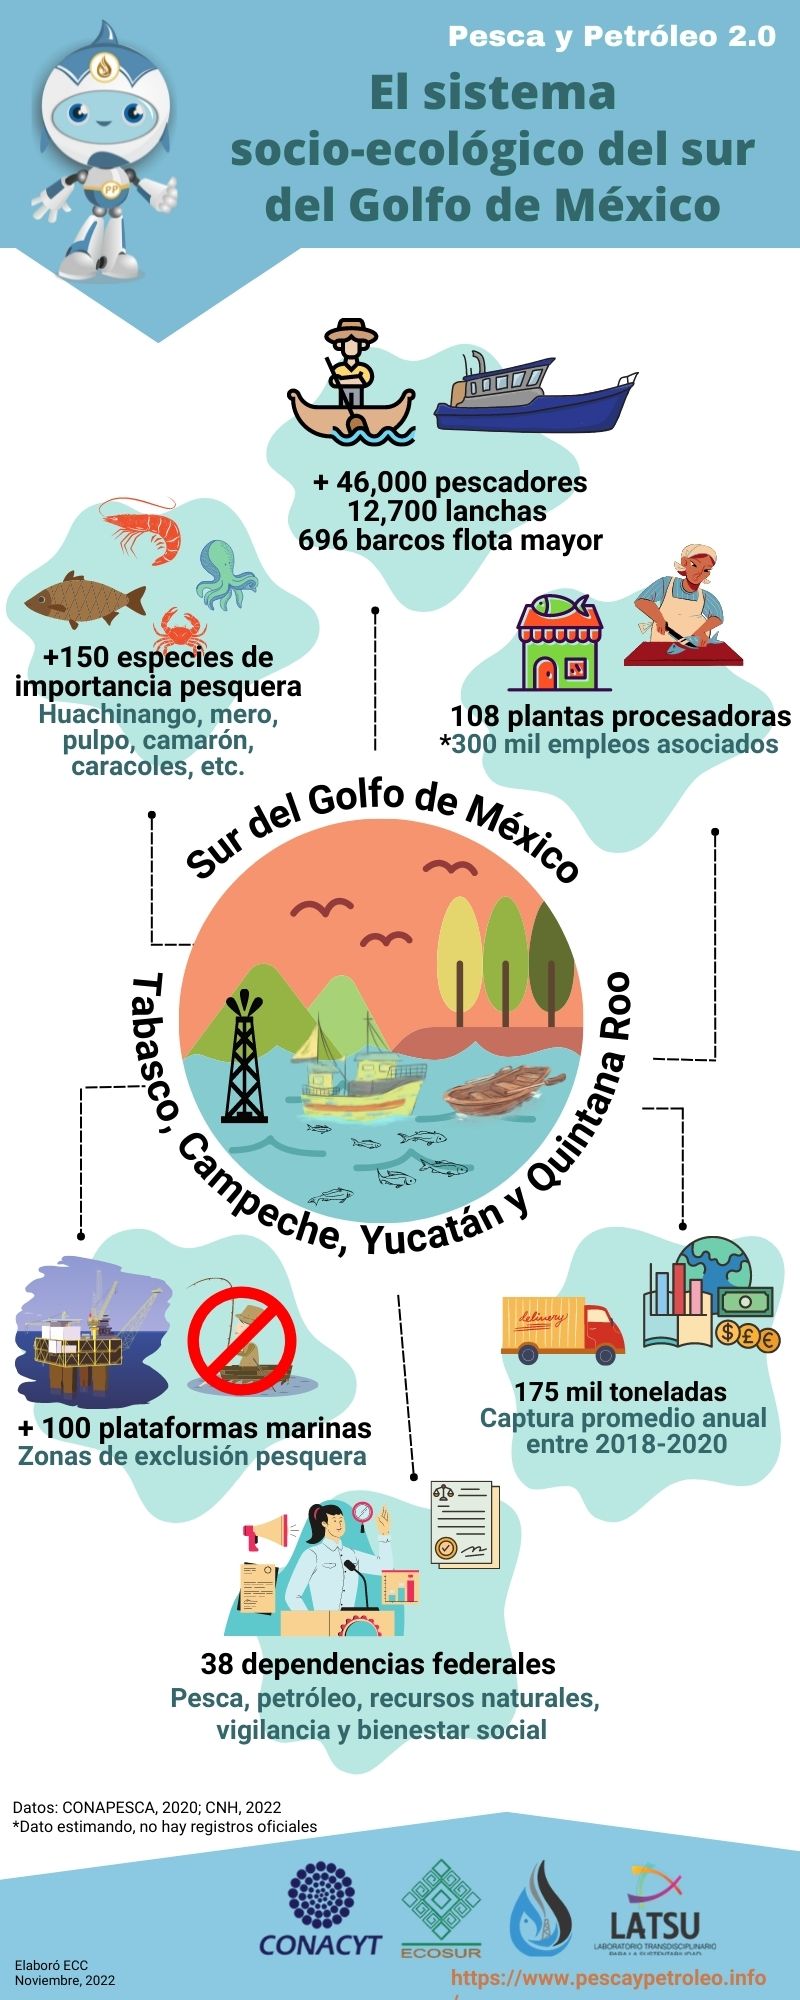 Pesca y Petróleo 2.0
El sistema
socio-ecológico del sur
del Golfo de México
PP
+ 46,000 pescadores
12,700 lanchas
696 barcos flota mayor
+150 especies de
importancia pesquera
Huachinango, mero,
pulpo, camarón,
caracoles, etc.
108 plantas procesadoras
*300 mil empleos asociados
Sur del Golfo de México
Tabasco, Campeche, Yucatán y Quintana Roo
+ 100 plataformas marinas
Zonas de exclusión pesquera
delivery
$ £ €
175 mil toneladas
Captura promedio anual
entre 2018-2020
38 dependencias federales
Pesca, petróleo, recursos naturales,
vigilancia y bienestar social
Datos: CONAPESCA, 2020; CNH, 2022
*Dato estimando, no hay registros oficiales
CONACYT
ECOSUR
LATSU
LABORATORIO TRANSDISCIPLINARIO
PARA LA SUSTENTABILIDAD
Elaboró ECC
Noviembre, 2022
https://www.pescaypetroleo.info
/